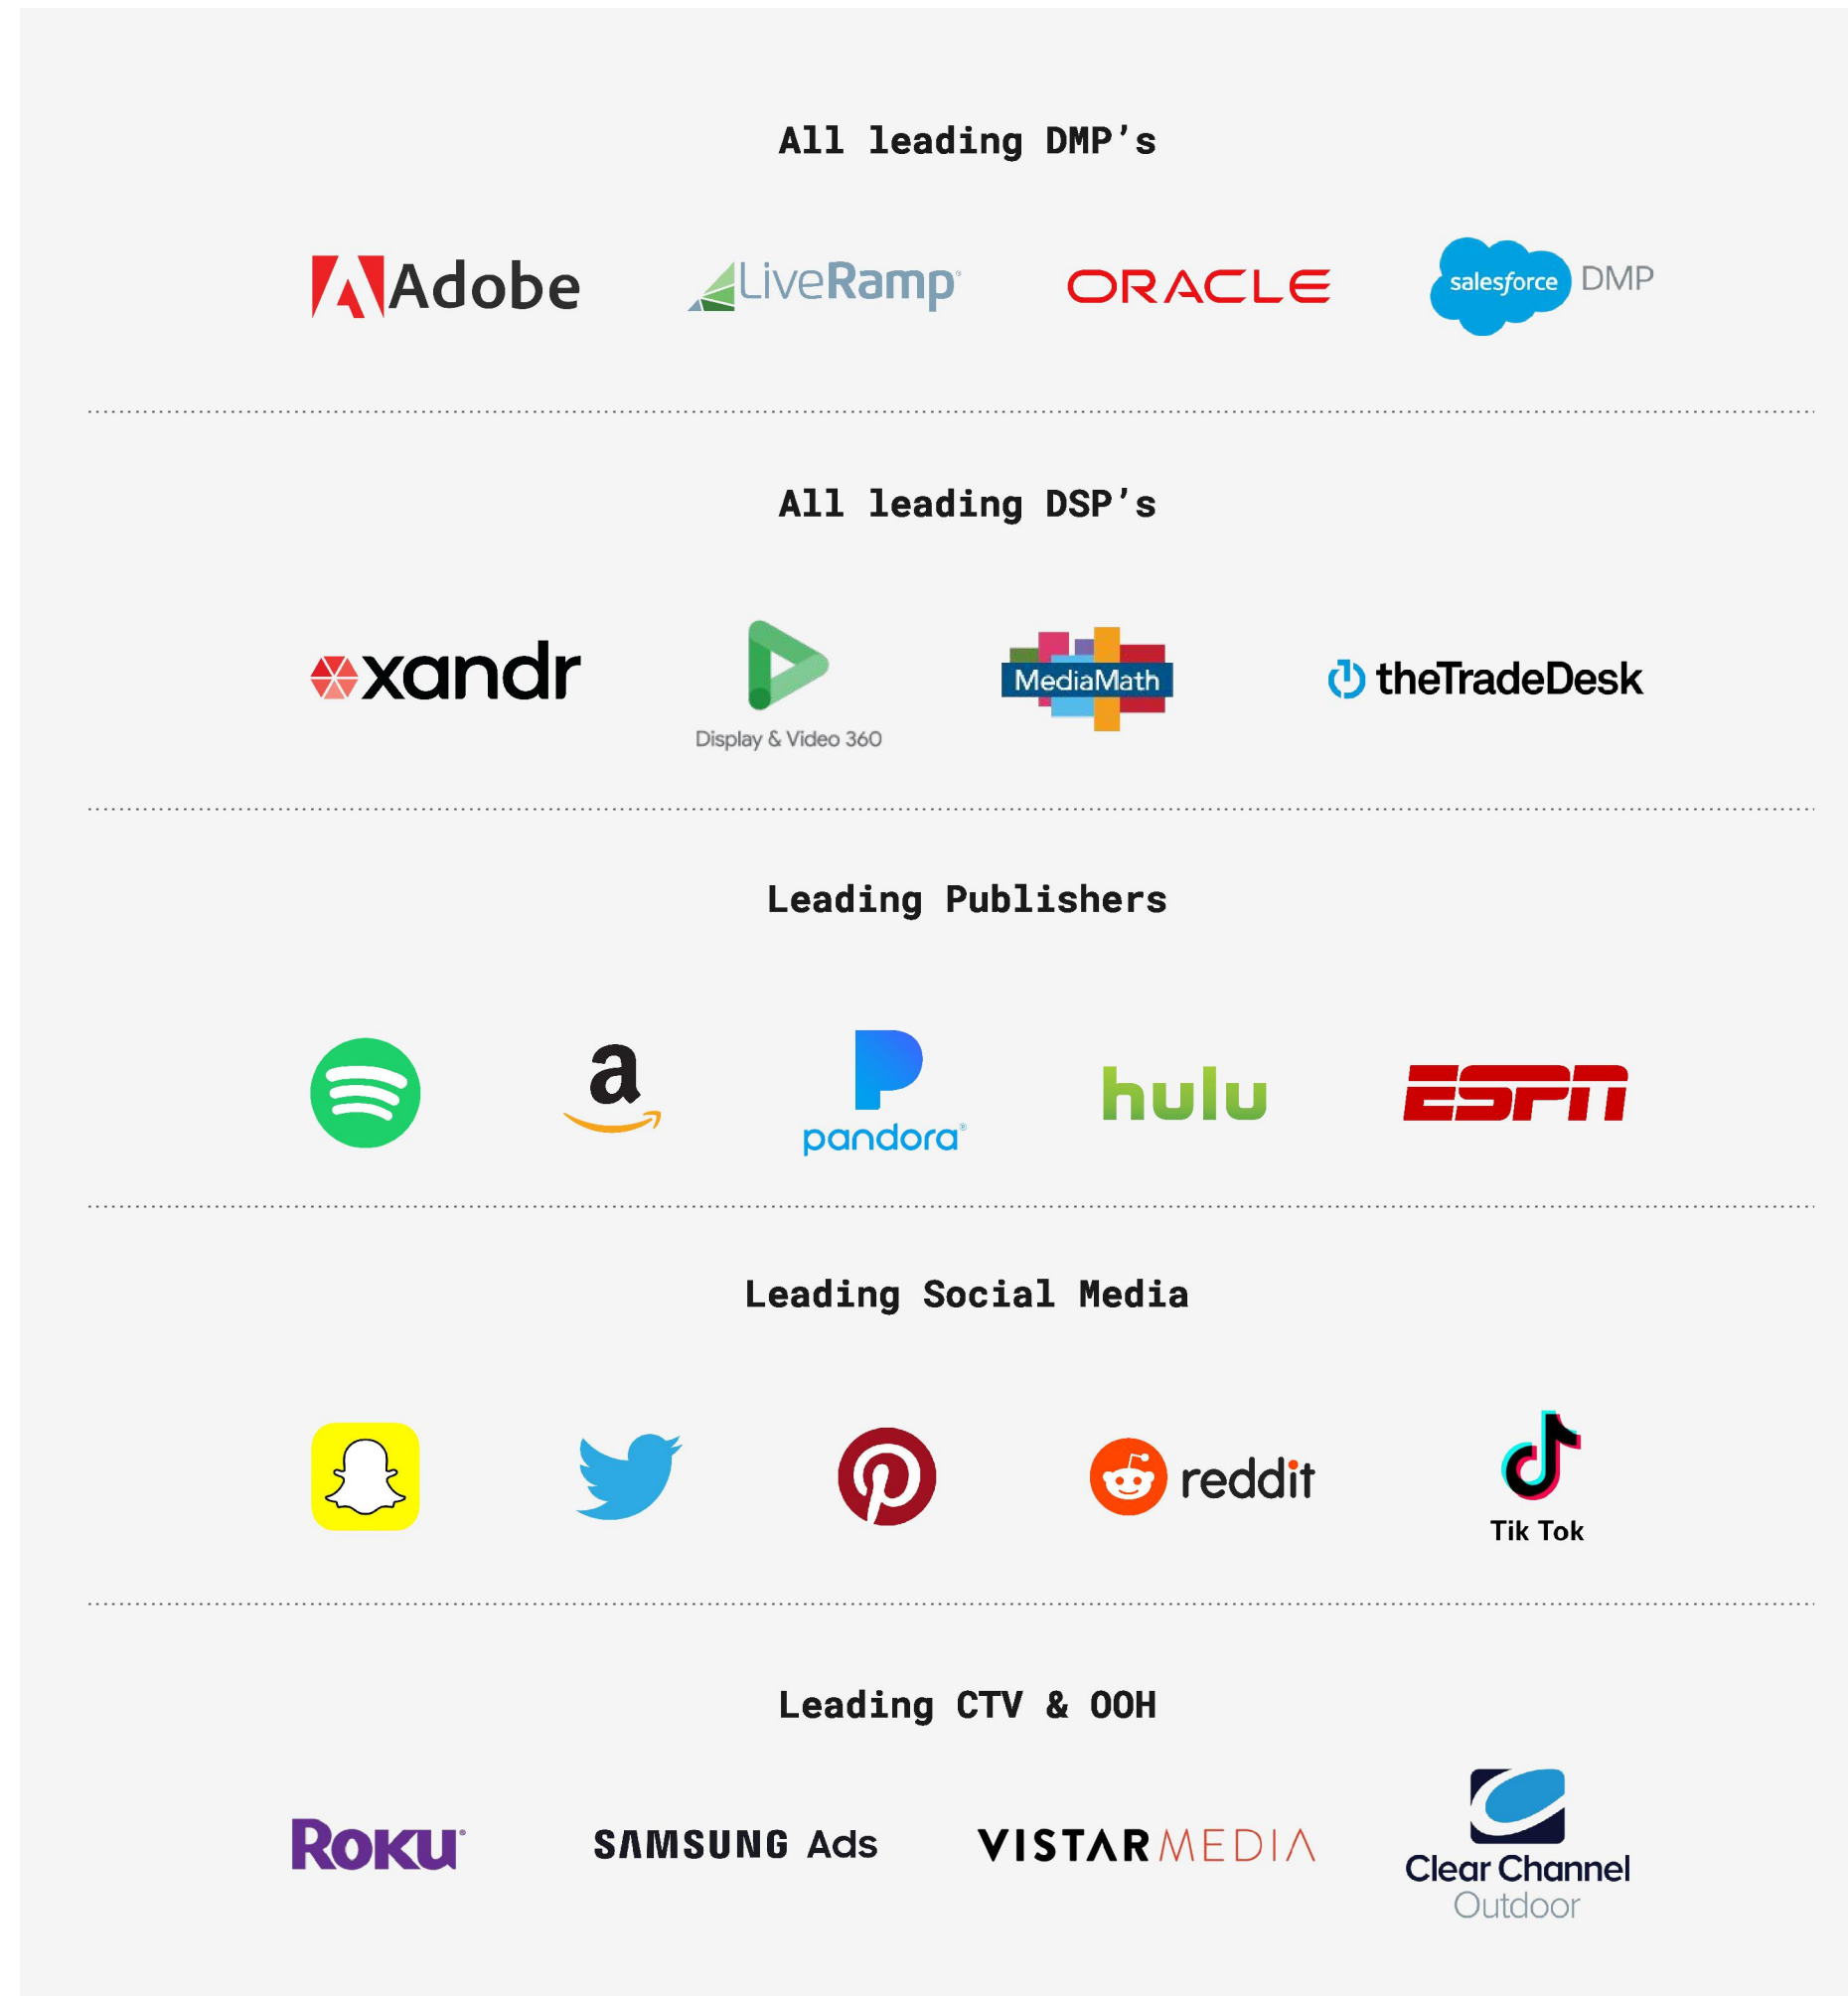 All leading DMP’s
Adobe
LiveRamp®
ORACLE
salesforce DMP
All leading DSP’s
xandr
Display & Video 360
MediaMath
theTradeDesk
Leading Publishers
a
pandora®
hulu
ESPN
Leading Social Media
reddit
Tik Tok
Leading CTV & OOH
ROKU®
SAMSUNG Ads
VISTAR MEDIA
Clear Channel
Outdoor